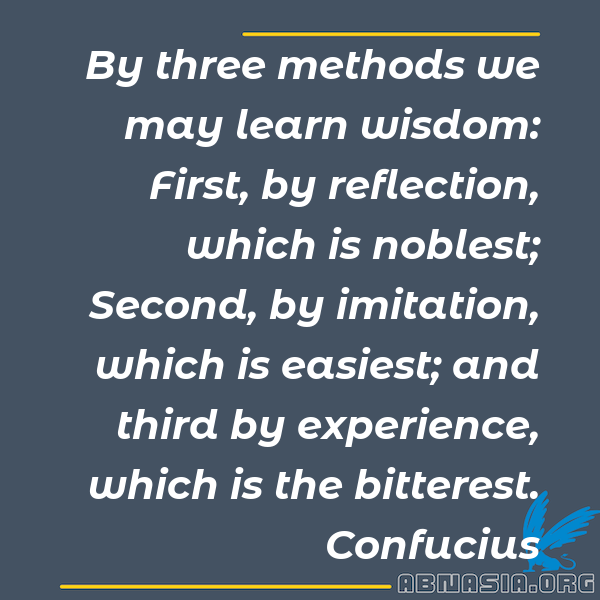 By three methods we
may learn wisdom:
First, by reflection,
which is noblest;
Second, by imitation,
which is easiest; and
third by experience,
which is the bitterest.
Confucius
ABNASIA.ORG